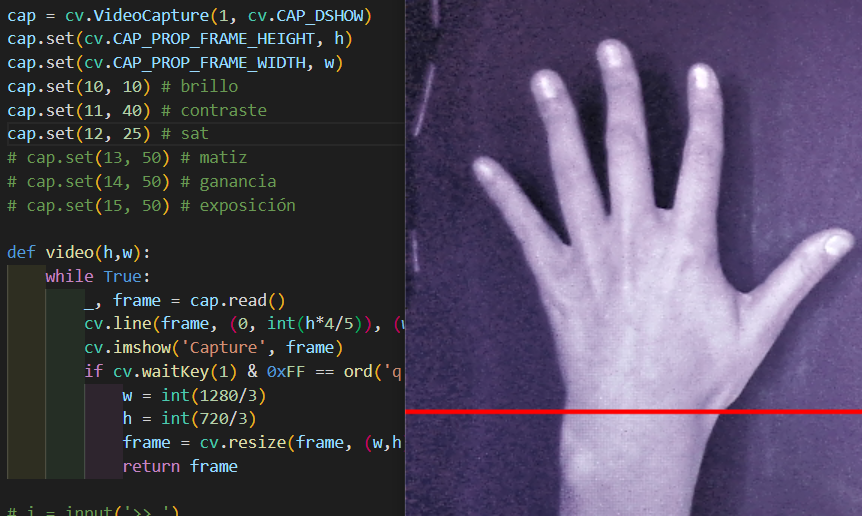 cap = cv.VideoCapture(1, cv.CAP_DSHOW)
cap.set(cv.CAP_PROP_FRAME_HEIGHT, h)
cap.set(cv.CAP_PROP_FRAME_WIDTH, w)
cap.set(10, 10) # brillo
cap.set(11, 40) # contraste
cap.set(12, 25) # sat
# cap.set(13, 50) # matiz
# cap.set(14, 50) # ganancia
# cap.set(15, 50) # exposición
def video(h,w):
while True:
_, frame = cap.read()
cv.line(frame, (0, int(h*4/5)), (w
cv.imshow('Capture', frame)
if cv.waitKey(1) & 0xFF == ord('q
w = int(1280/3)
h = int(720/3)
frame = cv.resize(frame, (w,h
return frame
# i = input('>> ')